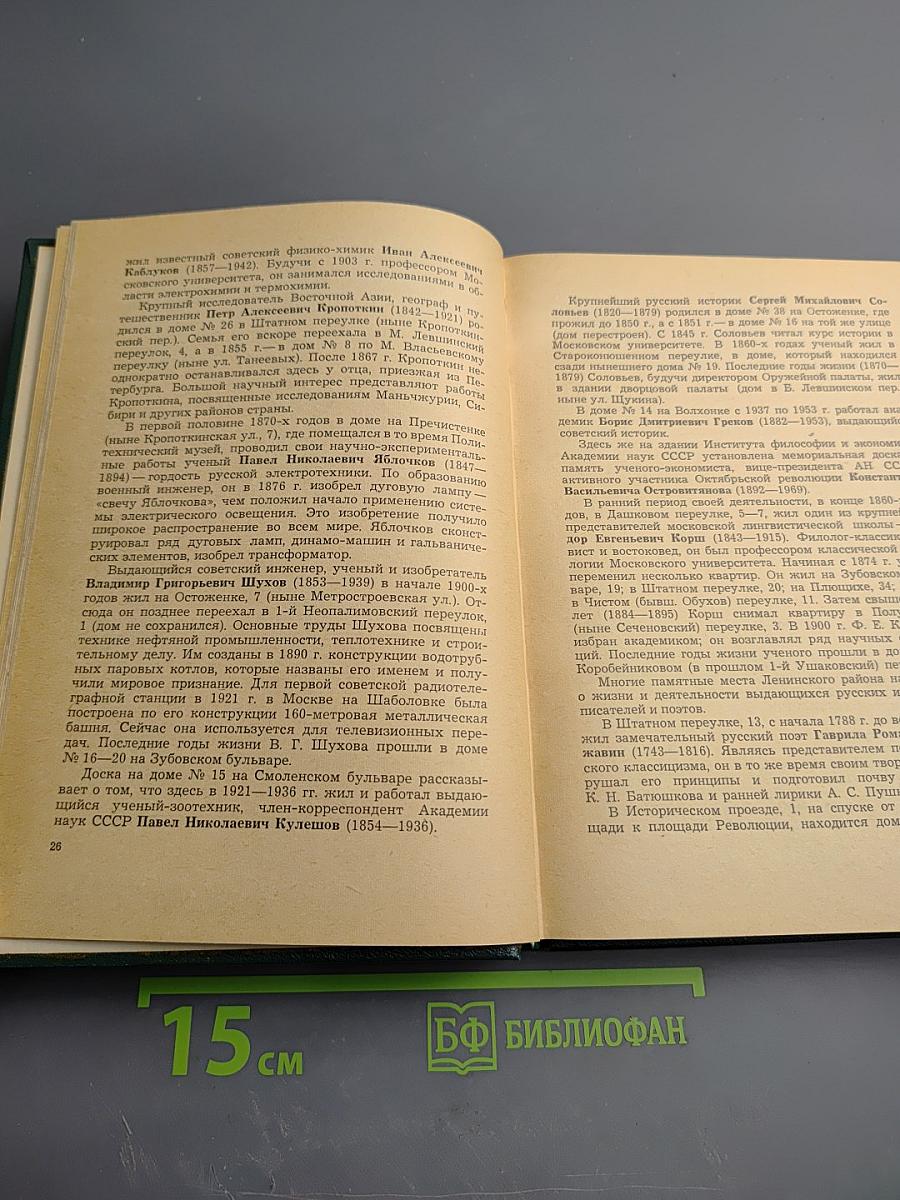 жил известный советский физико-химик Иван Алексеевич
Каблуков (1857—1942). Будучи с 1903 г. профессором Мо-
сковского университета, он занимался исследованиями в об-
ласти электрохимии и термохимии.
Крупный исследователь Восточной Азии, географ и пу-
тешественник Петр Алексеевич Кропоткин (1842—1921) ро-
дился в доме № 26 в Штатном переулке (ныне Кропоткин-
ский пер.). Семья его вскоре переехала в М. Левшинский
переулок, 4, а в 1855 г.— в дом № 8 по М. Власьевскому
переулку (ныне ул. Танеевых). После 1867 г. Кропоткин не-
однократно останавливался здесь у отца, приезжая из Пе-
тербурга. Большой научный интерес представляют работы
Кропоткина, посвященные исследованиям Маньчжурии, Си-
бири и других районов страны.
В первой половине 1870-х годов в доме на Пречистенке
(ныне Кропоткинская ул., 7), где помещался в то время Поли-
технический музей, проводил свои научно-эксперименталь-
ные работы ученый Павел Николаевич Яблочков (1847—
1894) — гордость русской электротехники. По образованию
военный инженер, он в 1876 г. изобрел дуговую лампу —
«свечу Яблочкова», чем положил начало применению систе-
мы электрического освещения. Это изобретение получило
широкое распространение во всем мире. Яблочков сконст-
руировал ряд дуговых ламп, динамо-машин и гальваниче-
ских элементов, изобрел трансформатор.
Выдающийся советский инженер, ученый и изобретатель
Владимир Григорьевич Шухов (1853—1939) в начале 1900-х
годов жил на Остоженке, 7 (ныне Метростроевская ул.). От-
сюда он позднее переехал в 1-й Неопалимовский переулок,
1 (дом не сохранился). Основные труды Шухова посвящены
технике нефтяной промышленности, теплотехнике и строи-
тельному делу. Им созданы в 1890 г. конструкции водотруб-
ных паровых котлов, которые названы его именем и полу-
чили мировое признание. Для первой советской радиотеле-
графной станции в 1921 г. в Москве на Шаболовке была
построена по его конструкции 160-метровая металлическая
башня. Сейчас она используется для телевизионных пере-
дач. Последние годы жизни В. Г. Шухова прошли в доме
№ 16—20 на Зубовском бульваре.
Доска на доме № 15 на Смоленском бульваре рассказы-
вает о том, что здесь в 1921—1936 гг. жил и работал выдаю-
щийся ученый-зоотехник, член-корреспондент Академии
наук СССР Павел Николаевич Кулешов (1854—1936).
26
Крупнейший русский историк Сергей Михайлович Со-
ловьев (1820—1879) родился в доме № 38 на Остоженке, где
прожил до 1850 г., а с 1851 г.— в доме № 16 на той же улице
(дом перестроен). С 1845 г. Соловьев читал курс истории в
Московском университете. В 1860-х годах ученый жил в
Староконюшенном переулке, в доме, который находился
сзади нынешнего дома № 19. Последние годы жизни (1870—
1879) Соловьев, будучи директором Оружейной палаты, жил
в здании дворцовой палаты (дом в Б. Левшинском пер.
ныне ул. Щукина).
В доме № 14 на Волхонке с 1937 по 1953 г. работал ака
демик Борис Дмитриевич Греков (1882—1953), выдающий
советский историк.
Здесь же на здании Института философии и экономи
Академии наук СССР установлена мемориальная доска
память ученого-экономиста, вице-президента АН СС
активного участника Октябрьской революции Констант
Васильевича Островитянова (1892—1969).
В ранний период своей деятельности, в конце 1860-
дов, в Дашковом переулке, 5—7, жил один из крупней
представителей московской лингвистической школы
дор Евгеньевич Корш (1843—1915). Филолог-классик
вист и востоковед, он был профессором классической
логии Московского университета. Начиная с 1874 г. у
переменил несколько квартир. Он жил на Зубовском
варе, 19; в Штатном переулке, 20; на Плющихе, 34;
в Чистом (бывш. Обухов) переулке, 11. Затем свыше
лет (1884—1895) Корш снимал квартиру в Полу
(ныне Сеченовский) переулке, 3. В 1900 г. Ф. Е. К
избран академиком; он возглавлял ряд научных
ций. Последние годы жизни ученого прошли в до
Коробейниковом (в прошлом 1-й Ушаковский) пе
Многие памятные места Ленинского района на
о жизни и деятельности выдающихся русских и
писателей и поэтов.
В Штатном переулке, 13, с начала 1788 г. до во
жил замечательный русский поэт Гаврила Рома
жавин (1743—1816). Являясь представителем по
ского классицизма, он в то же время своим твор
рушал его принципы и подготовил почву
К. Н. Батюшкова и ранней лирики А. С. Пушк
В Историческом проезде, 1, на спуске от
щади к площади Революции, находится дом
15 см
БФ БИБЛИОФАН